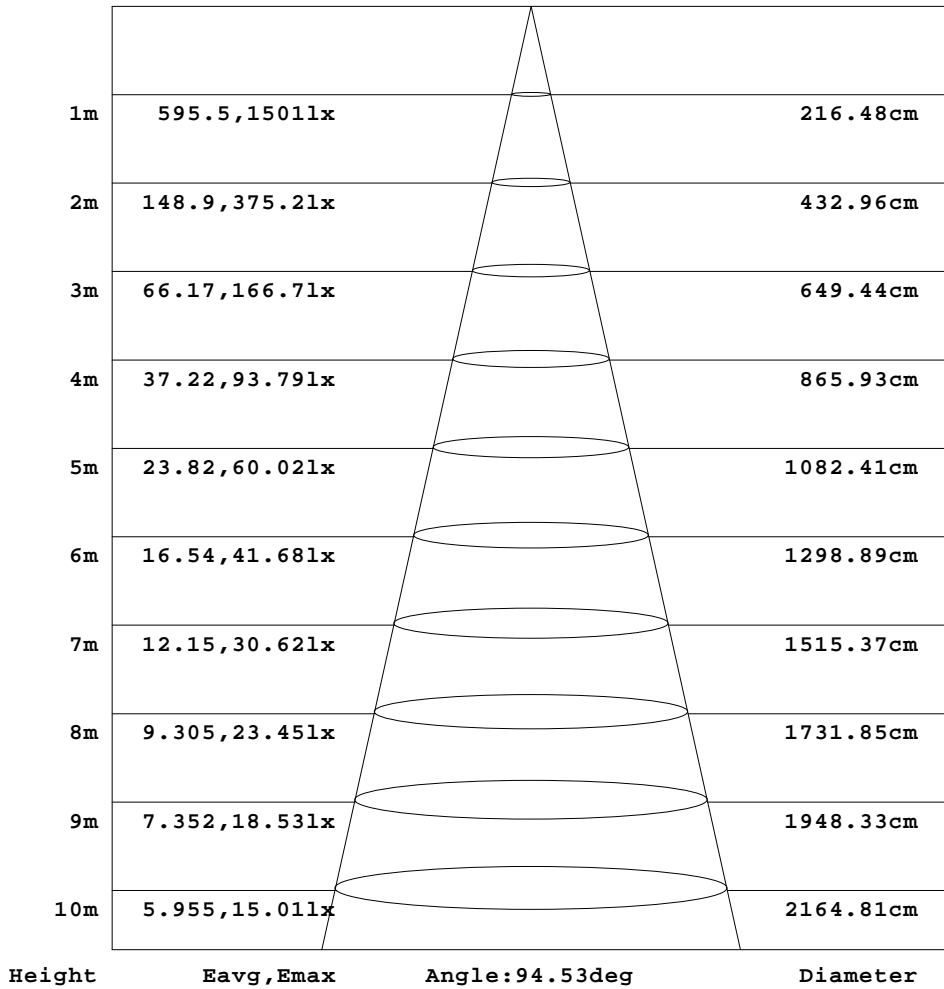 1m 595.5,1501lx 216.48cm
2m 148.9,375.2lx 432.96cm
3m 66.17,166.7lx 649.44cm
4m 37.22,93.79lx 865.93cm
5m 23.82,60.02lx 1082.41cm
6m 16.54,41.68lx 1298.89cm
7m 12.15,30.62lx 1515.37cm
8m 9.305,23.45lx 1731.85cm
9m 7.352,18.53lx 1948.33cm
10m 5.955,15.01lx 2164.81cm
Height Eavg,Emax Angle:94.53deg Diameter